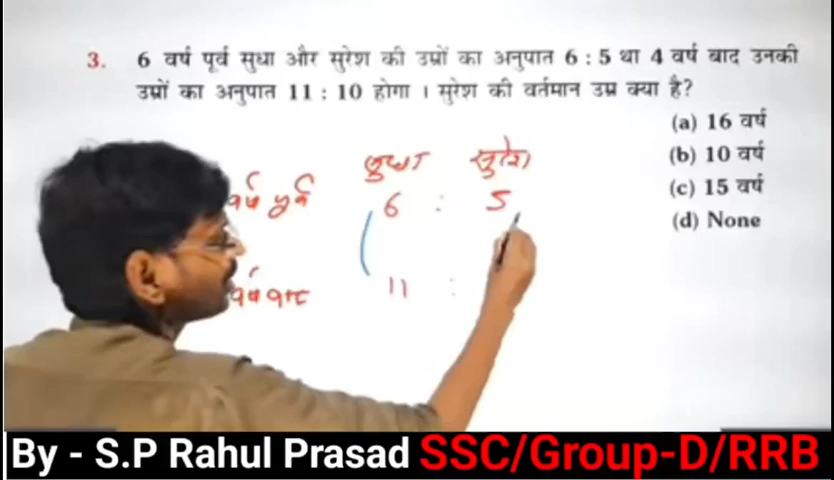 3. 6 वर्ष पूर्व सुधा और सुरेश की उम्रों का अनुपात 6 : 5 था 4 वर्ष बाद उनकी
उम्रों का अनुपात 11 : 10 होगा । सुरेश की वर्तमान उम्र क्या है?
(a) 16 वर्ष
(b) 10 वर्ष
(c) 15 वर्ष
(d) None
सुधा सुरेश
वर्ष पूर्व 6 : 5
वर्ष बाद 11 :
By - S.P Rahul Prasad SSC/Group-D/RRB